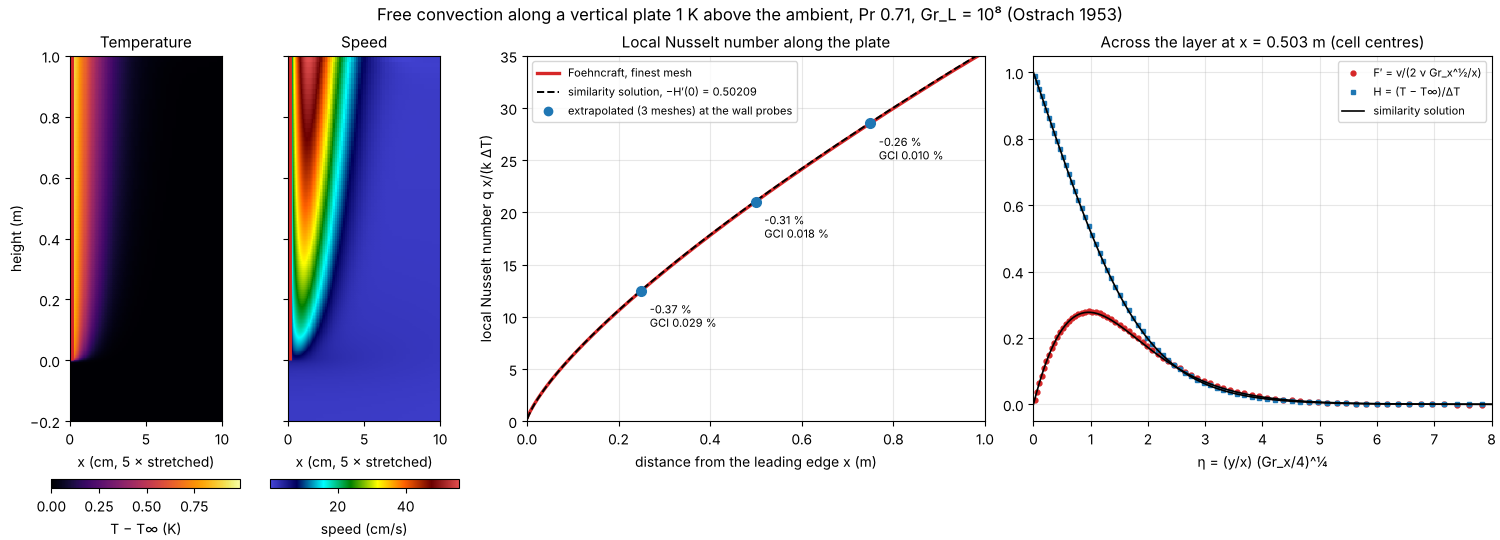 Free convection along a vertical plate 1 K above the ambient, Pr 0.71, Gr_L = 10⁸ (Ostrach 1953)
Temperature
1.0
0.8
0.6
0.4
0.2
0.0
−0.2
height (m)
0 5 10
x (cm, 5 × stretched)
0.00 0.25 0.50 0.75
T − T∞ (K)
Speed
0 5 10
x (cm, 5 × stretched)
20 40
speed (cm/s)
Local Nusselt number along the plate
Foehncraft, finest mesh
similarity solution, −H′(0) = 0.50209
extrapolated (3 meshes) at the wall probes
35
30
25
20
15
10
5
0
local Nusselt number q x/(k ΔT)
-0.26 %
GCI 0.010 %
-0.31 %
GCI 0.018 %
-0.37 %
GCI 0.029 %
0.0 0.2 0.4 0.6 0.8 1.0
distance from the leading edge x (m)
Across the layer at x = 0.503 m (cell centres)
F′ = v/(2 ν Gr_x^½/x)
H = (T − T∞)/ΔT
similarity solution
1.0
0.8
0.6
0.4
0.2
0.0
0 1 2 3 4 5 6 7 8
η = (y/x) (Gr_x/4)^¼